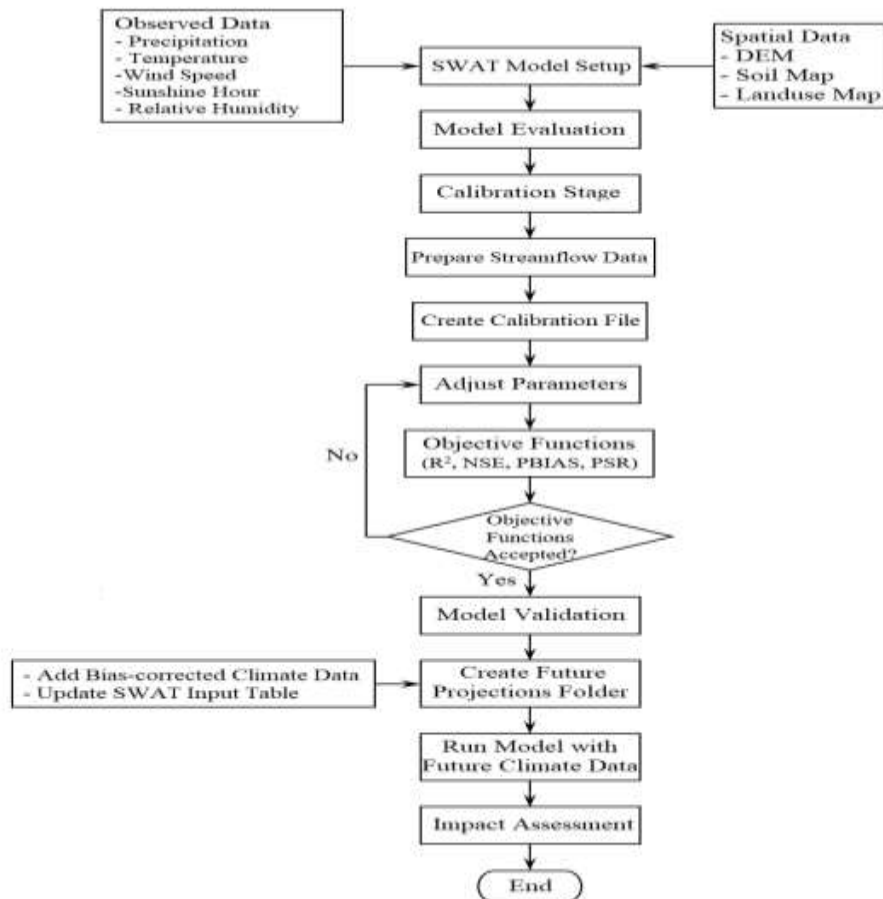 Observed Data
- Precipitation
- Temperature
-Wind Speed
-Sunshine Hour
- Relative Humidity
SWAT Model Setup
Spatial Data
- DEM
- Soil Map
- Landuse Map
Model Evaluation
Calibration Stage
Prepare Streamflow Data
Create Calibration File
Adjust Parameters
Objective Functions
(R², NSE, PBIAS, PSR)
No
Objective
Functions
Accepted?
Yes
Model Validation
- Add Bias-corrected Climate Data
- Update SWAT Input Table
Create Future
Projections Folder
Run Model with
Future Climate Data
Impact Assessment
End